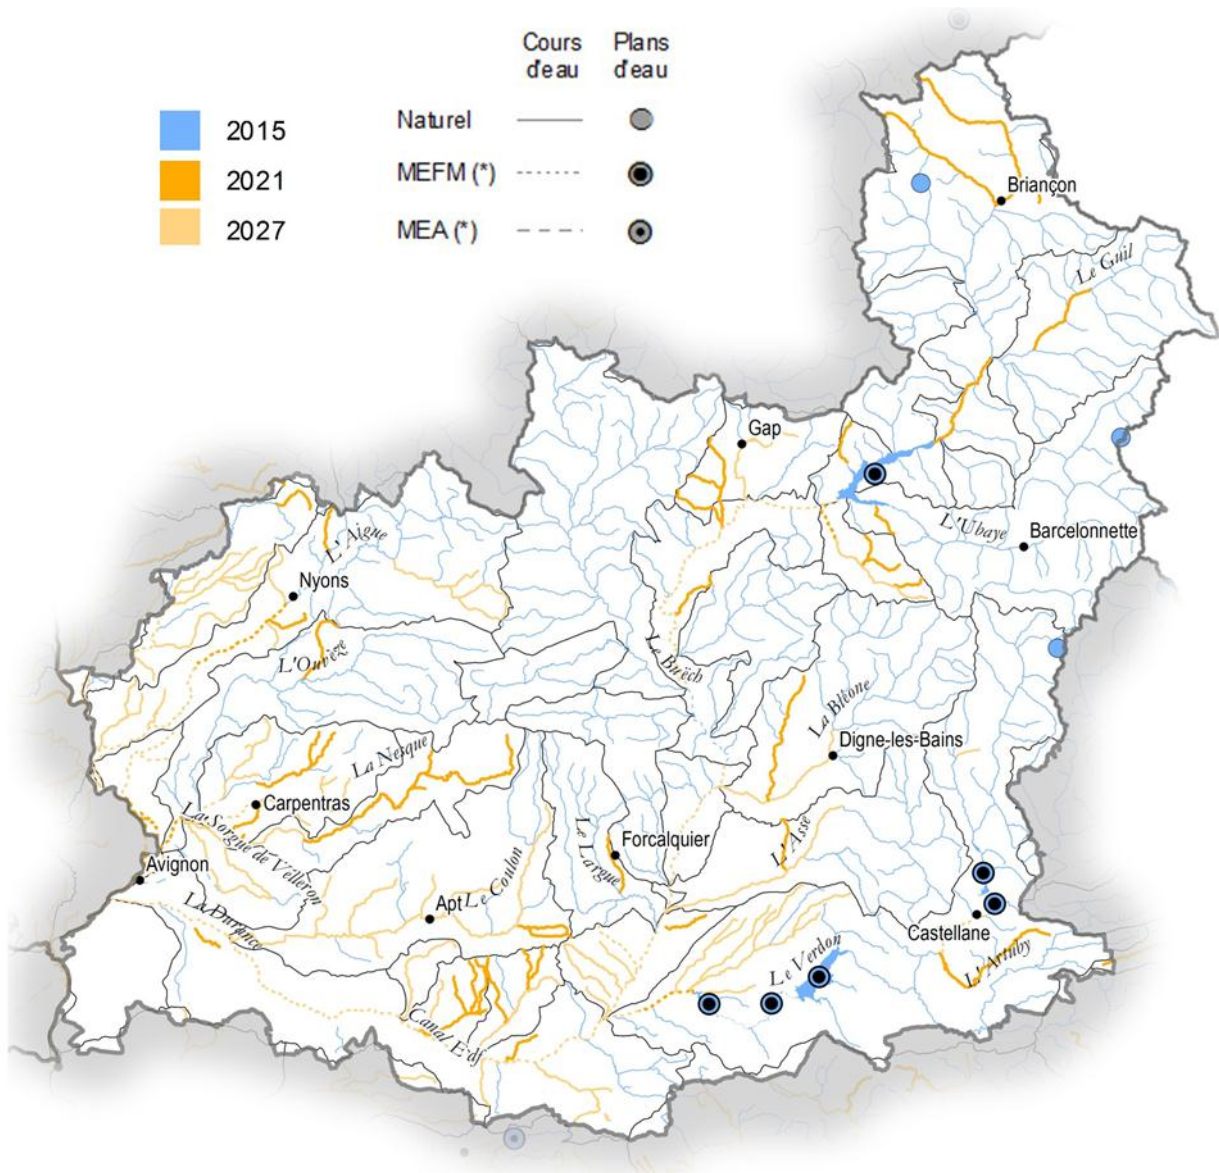 Cours d'eau
Plans d'eau
2015
2021
2027
Naturel
MEFM (*)
MEA (*)
Briançon
Le Guil
Gap
L'Ubaye
Barcelonnette
L'Aigue
Nyons
L'Ouvèze
Le Buëch
La Bléone
Digne-les-Bains
La Nesque
Carpentras
La Sorgue de Velleron
Forcalquier
Le Largue
L'Asse
Avignon
La Durance
Apt
Le Coulon
Castellane
L'Artuby
Le Verdon
Canal Edf